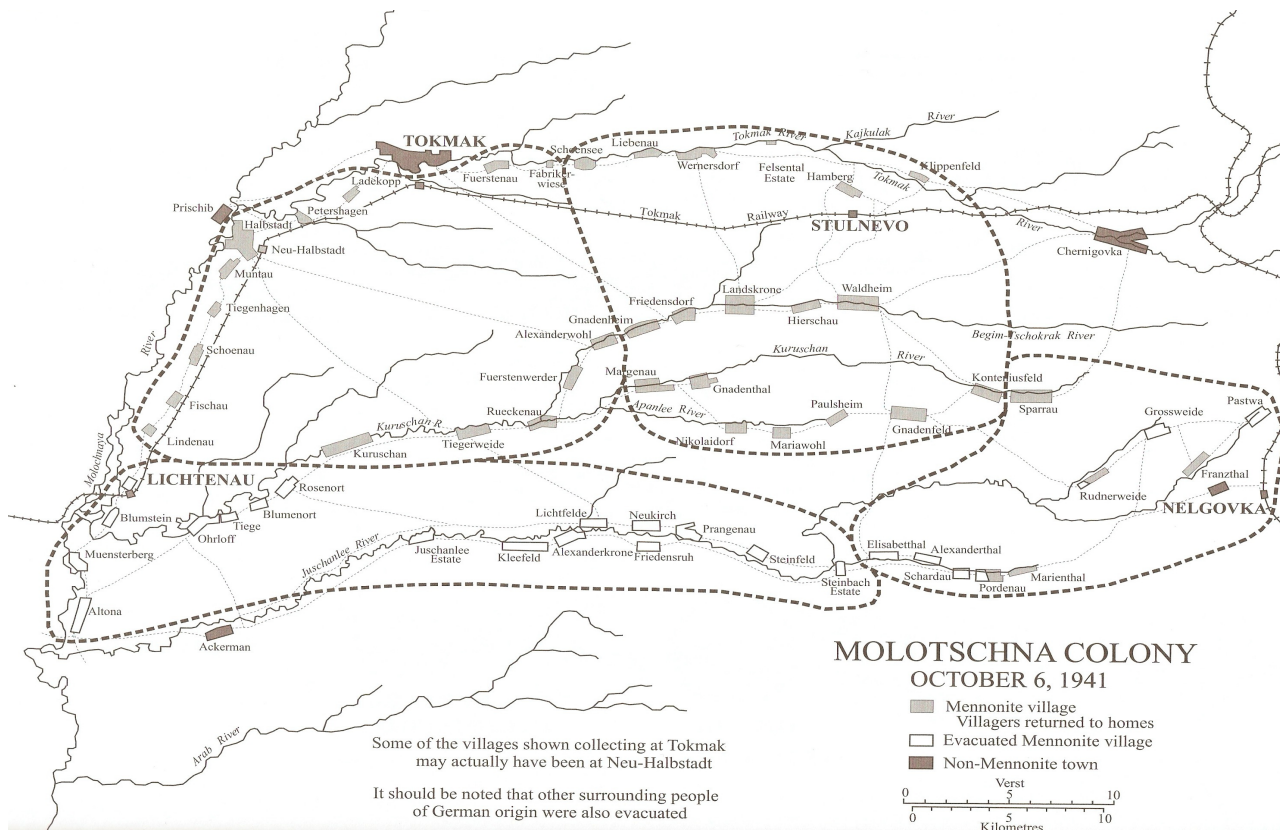 River
TOKMAK
Tokmak River
Kajkulak
Schoensee
Liebenau
Fabriker-
wiese
Fuerstenau
Wernersdorf
Felsental
Estate
Hamberg
Klippenfeld
Tokmak
Ladekopp
Prischib
Petershagen
Halbstadt
Tokmak
Railway
STULNEVO
River
Chernigovka
Neu-Halbstadt
Muntau
Tiegenhagen
Friedensdorf
Landskrone
Waldheim
Gnadenheim
Hierschau
Alexanderwohl
Begim-Tschokrak River
River
Schoenau
Kuruschan
River
Fuerstenwerder
Margenau
Gnadenthal
Konteniusfeld
Sparrau
Fischau
Rueckenau
Apanlee River
Paulsheim
Gnadenfeld
Grossweide
Pastwa
Lindenau
Kuruschan R.
Tiegerweide
Kuruschan
Nikolaidorf
Mariawohl
Molochnaya
LICHTENAU
Rosenort
Rudnerweide
Franzthal
NELGOVKA
Blumstein
Tiege
Blumenort
Ohrloff
Lichtfelde
Neukirch
Prangenau
Muensterberg
Juschanlee River
Juschanlee
Estate
Kleefeld
Alexanderkrone
Friedensruh
Steinfeld
Elisabetthal
Alexanderthal
Steinbach
Estate
Schardau
Pordenau
Marienthal
Altona
Ackerman
Arab River
MOLOTSCHNA COLONY
OCTOBER 6, 1941
Mennonite village
Villagers returned to homes
Evacuated Mennonite village
Non-Mennonite town
Some of the villages shown collecting at Tokmak
may actually have been at Neu-Halbstadt
It should be noted that other surrounding people
of German origin were also evacuated
Verst
0 5 10
0 5 10
Kilometres